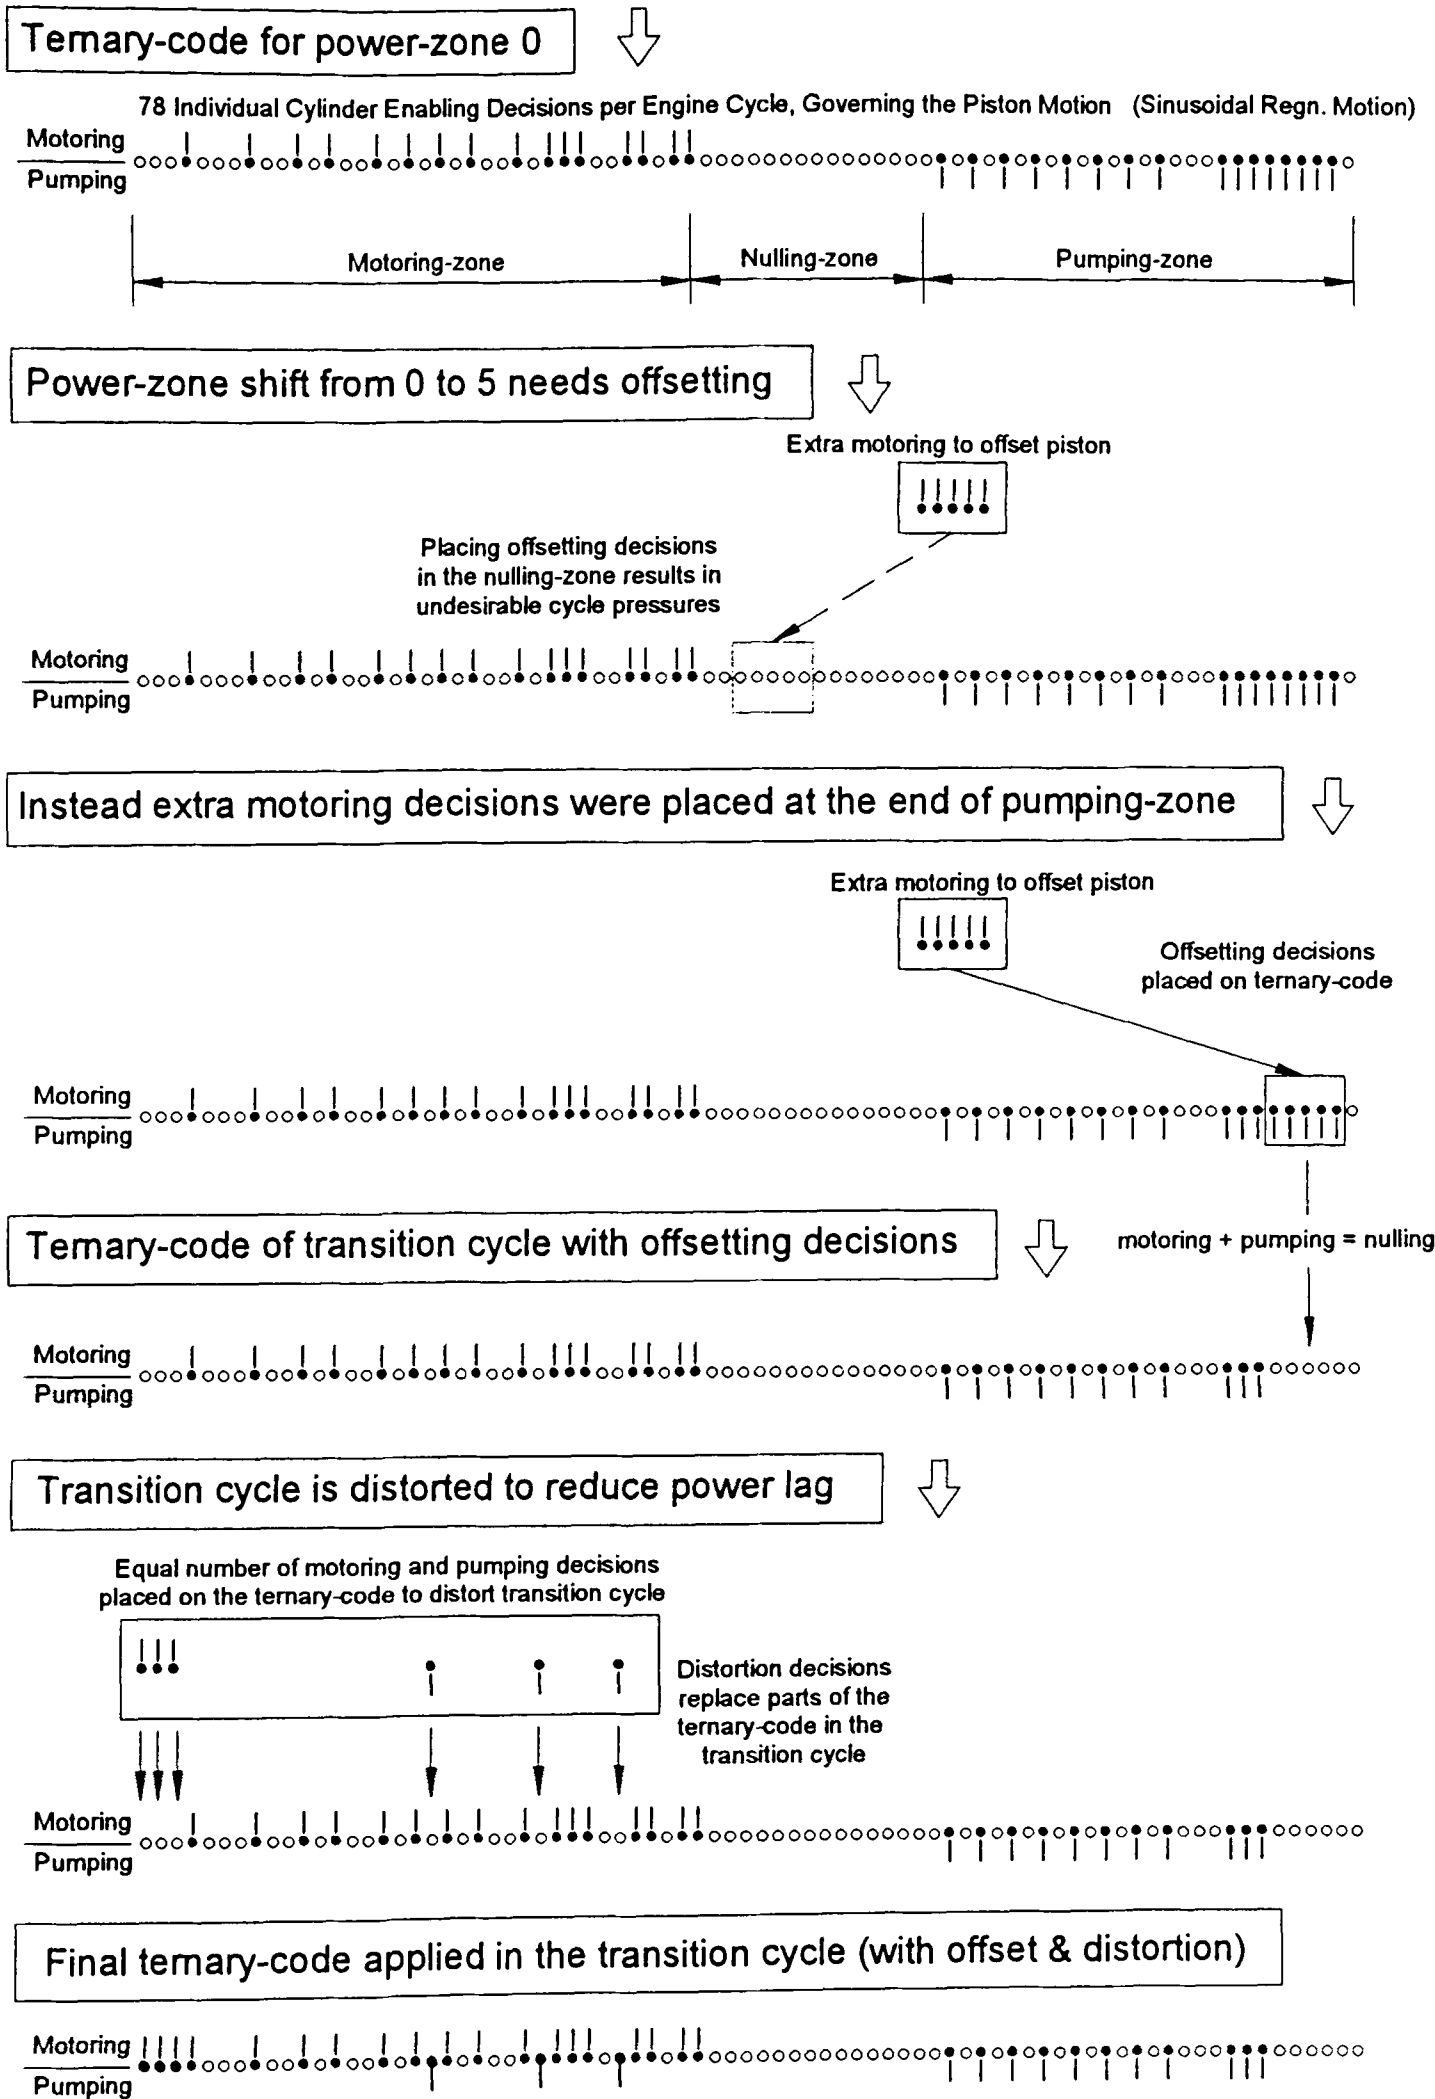 Ternary-code for power-zone 0
78 Individual Cylinder Enabling Decisions per Engine Cycle, Governing the Piston Motion (Sinusoidal Regn. Motion)
Motoring
Pumping
Motoring-zone
Nulling-zone
Pumping-zone
Power-zone shift from 0 to 5 needs offsetting
Extra motoring to offset piston
Placing offsetting decisions
in the nulling-zone results in
undesirable cycle pressures
Motoring
Pumping
Instead extra motoring decisions were placed at the end of pumping-zone
Extra motoring to offset piston
Offsetting decisions
placed on ternary-code
Motoring
Pumping
Ternary-code of transition cycle with offsetting decisions
motoring + pumping = nulling
Motoring
Pumping
Transition cycle is distorted to reduce power lag
Equal number of motoring and pumping decisions
placed on the ternary-code to distort transition cycle
Distortion decisions
replace parts of the
ternary-code in the
transition cycle
Motoring
Pumping
Final ternary-code applied in the transition cycle (with offset & distortion)
Motoring
Pumping